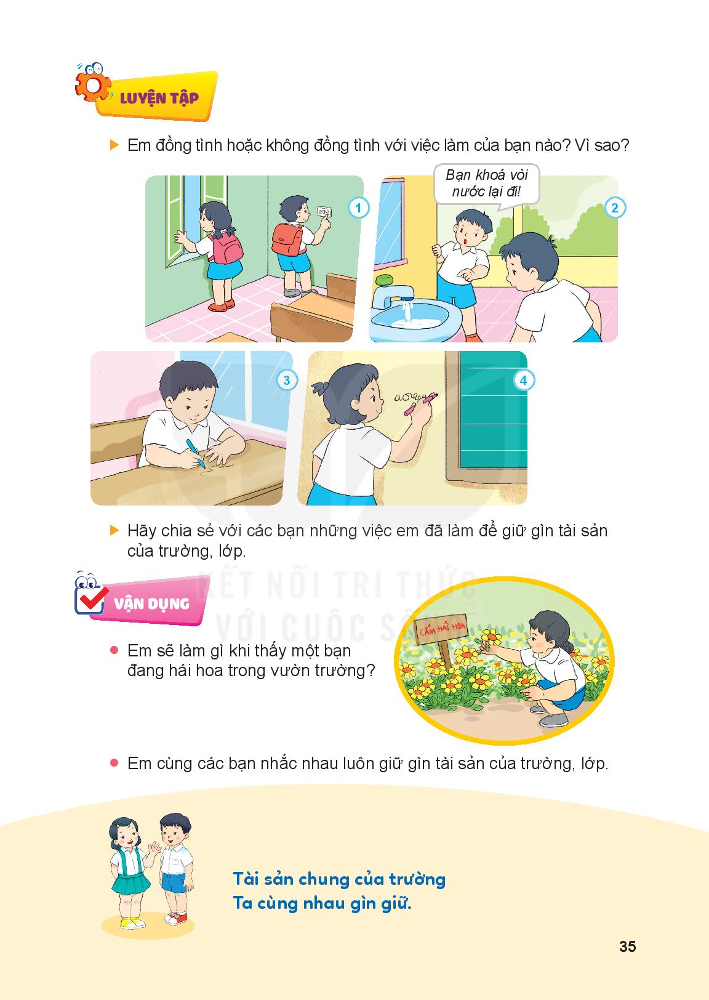 LUYỆN TẬP
Em đồng tình hoặc không đồng tình với việc làm của bạn nào? Vì sao?
Bạn khoá vòi
nước lại đi!
1
2
3
4
Hãy chia sẻ với các bạn những việc em đã làm để giữ gìn tài sản
của trường, lớp.
KẾT NỐI TRI THỨC
VỚI CUỘC SỐNG
VẬN DỤNG
CẤM HÁI HOA
Em sẽ làm gì khi thấy một bạn
đang hái hoa trong vườn trường?
Em cùng các bạn nhắc nhau luôn giữ gìn tài sản của trường, lớp.
Tài sản chung của trường
Ta cùng nhau gìn giữ.
35